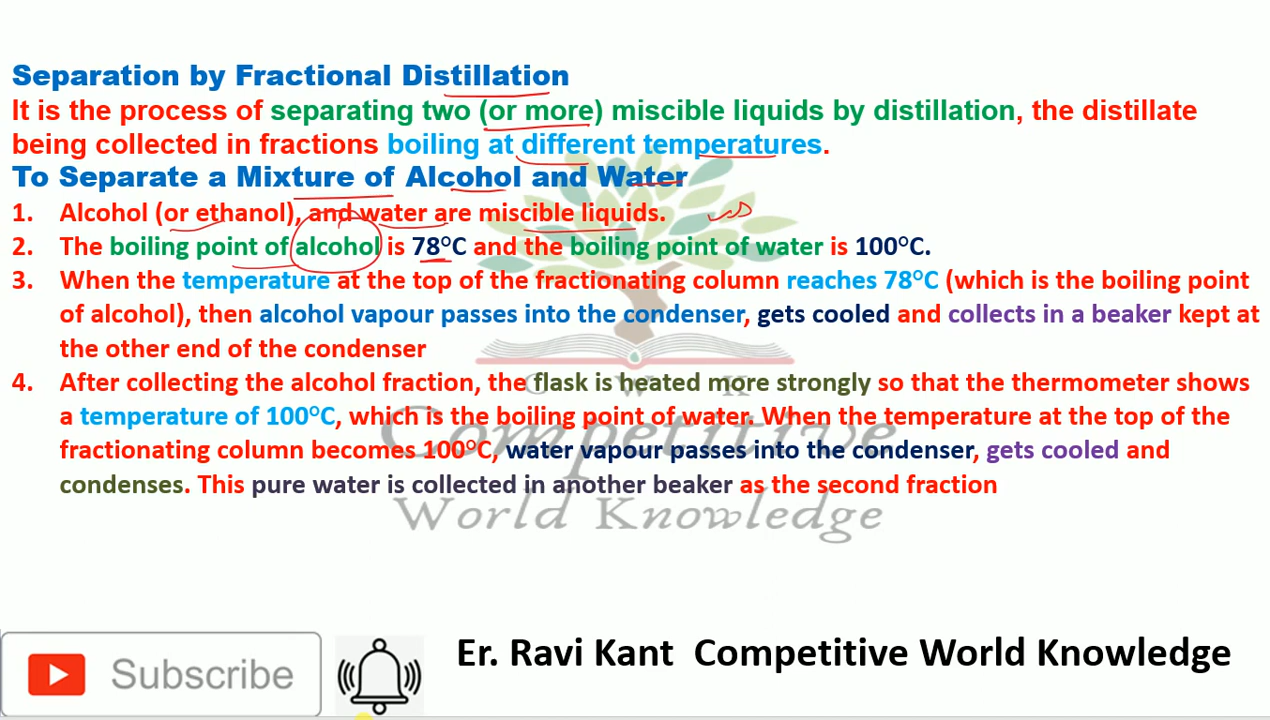 Separation by Fractional Distillation
It is the process of separating two (or more) miscible liquids by distillation, the distillate
being collected in fractions boiling at different temperatures.
To Separate a Mixture of Alcohol and Water
1. Alcohol (or ethanol), and water are miscible liquids.
2. The boiling point of alcohol is 78°C and the boiling point of water is 100°C.
3. When the temperature at the top of the fractionating column reaches 78°C (which is the boiling point
of alcohol), then alcohol vapour passes into the condenser, gets cooled and collects in a beaker kept at
the other end of the condenser
4. After collecting the alcohol fraction, the flask is heated more strongly so that the thermometer shows
a temperature of 100°C, which is the boiling point of water. When the temperature at the top of the
fractionating column becomes 100°C, water vapour passes into the condenser, gets cooled and
condenses. This pure water is collected in another beaker as the second fraction
C W K
Competitive
World Knowledge
Subscribe
Er. Ravi Kant Competitive World Knowledge